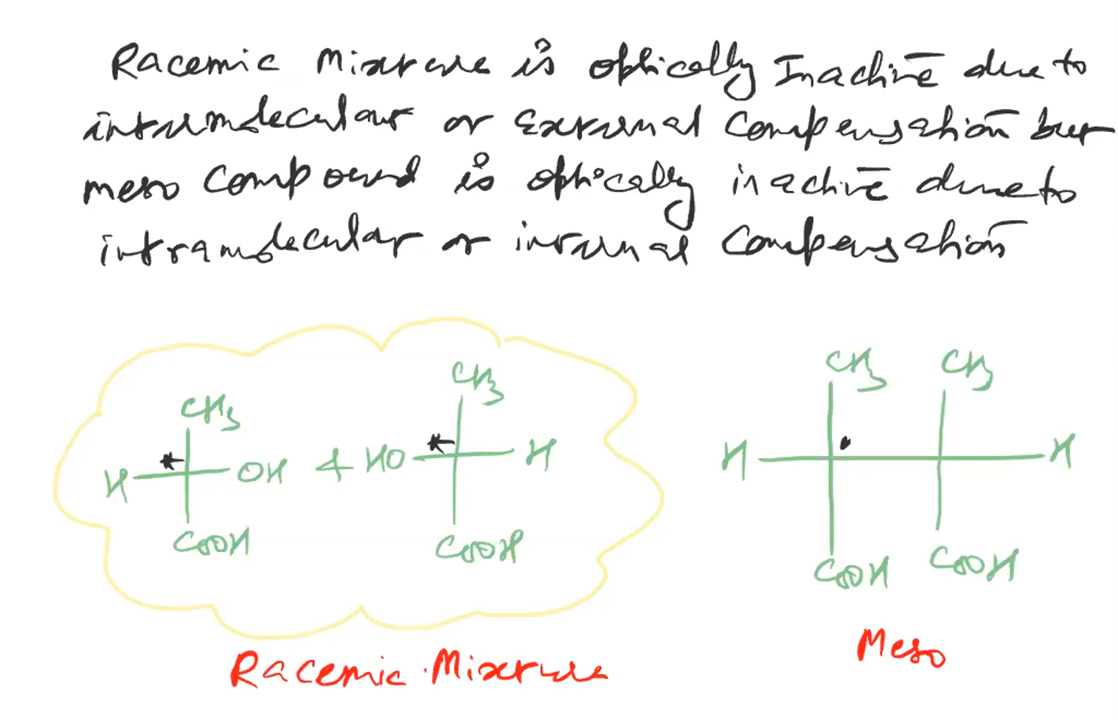 Racemic Mixture is optically Inactive due to
intermolecular or External Compensation but
meso Compound is optically inactive due to
intramolecular or internal Compensation
CH3 CH3 CH3 CH3
H OH + HO H H H
COOH COOH COOH COOH
Racemic Mixture Meso